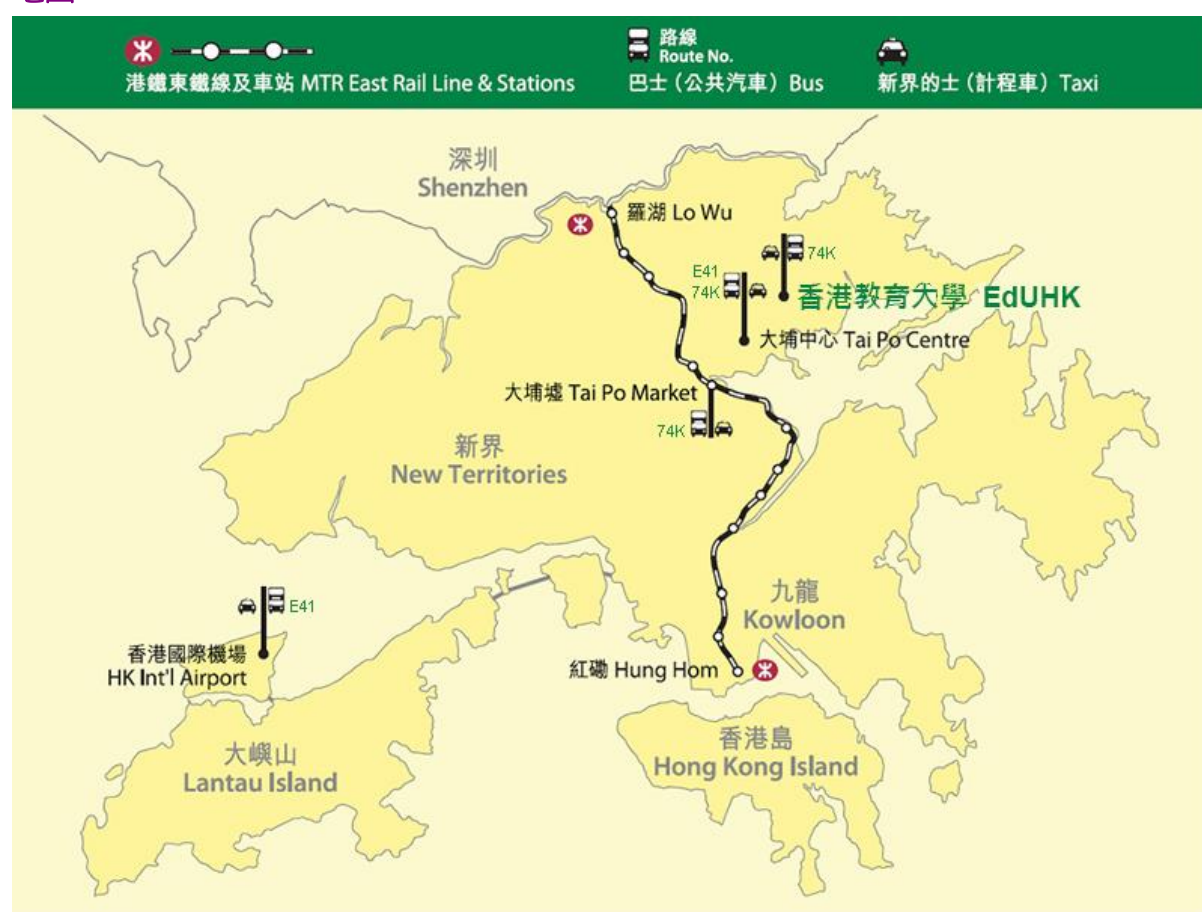 港鐵東鐵線及車站 MTR East Rail Line & Stations
路線
Route No.
巴士（公共汽車）Bus
新界的士（計程車）Taxi
深圳
Shenzhen
羅湖 Lo Wu
74K
E41
74K
香港教育大學 EdUHK
大埔中心 Tai Po Centre
大埔墟 Tai Po Market
74K
新界
New Territories
九龍
Kowloon
E41
香港國際機場
HK Int'l Airport
紅磡 Hung Hom
大嶼山
Lantau Island
香港島
Hong Kong Island